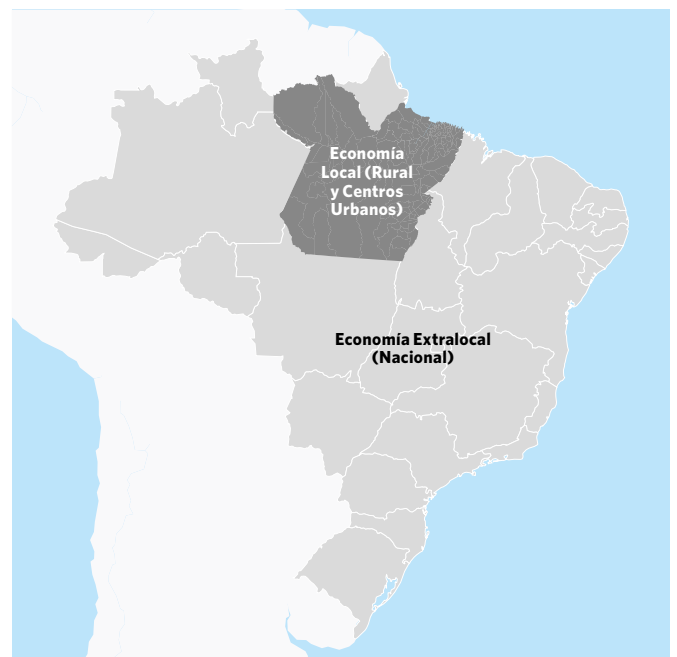 Economía
Local (Rural
y Centros
Urbanos)
Economía Extralocal
(Nacional)